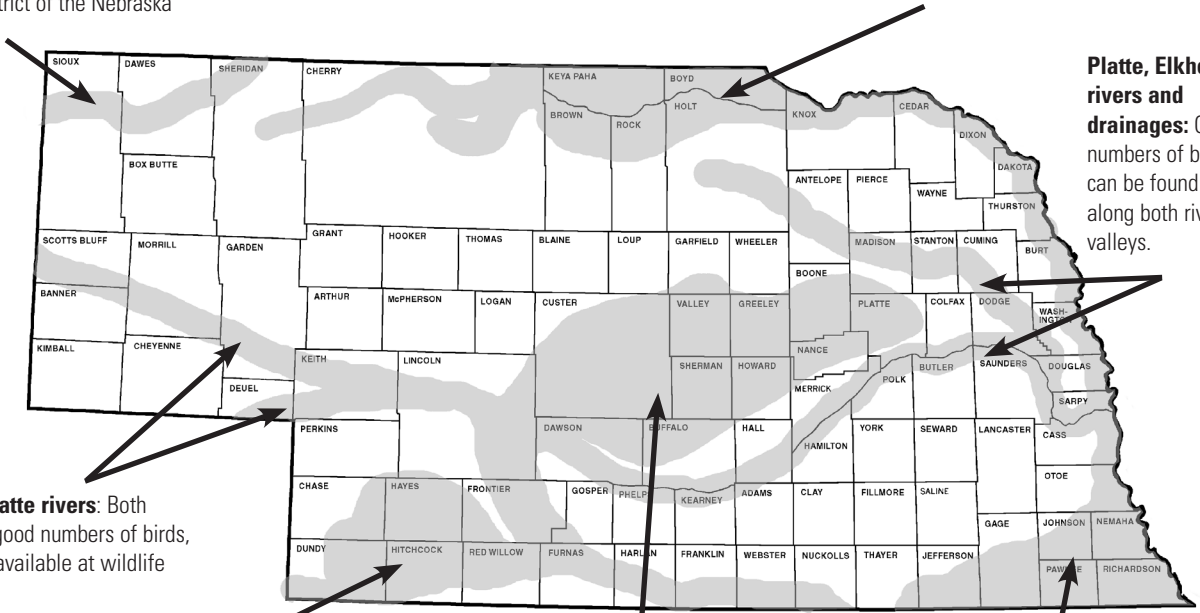 trict of the Nebraska
Platte, Elkho
rivers and
drainages: G
numbers of b
can be found
along both riv
valleys.
SIOUX
DAWES
SHERIDAN
CHERRY
KEYA PAHA
BOYD
BROWN
ROCK
HOLT
KNOX
CEDAR
DIXON
DAKOTA
BOX BUTTE
ANTELOPE
PIERCE
WAYNE
THURSTON
SCOTTS BLUFF
MORRILL
GARDEN
GRANT
HOOKER
THOMAS
BLAINE
LOUP
GARFIELD
WHEELER
MADISON
STANTON
CUMING
BURT
BANNER
ARTHUR
McPHERSON
LOGAN
CUSTER
VALLEY
GREELEY
BOONE
PLATTE
COLFAX
DODGE
WASH-
INGTON
KIMBALL
CHEYENNE
KEITH
LINCOLN
SHERMAN
HOWARD
NANCE
MERRICK
POLK
BUTLER
SAUNDERS
DOUGLAS
SARPY
DEUEL
PERKINS
DAWSON
BUFFALO
HALL
HAMILTON
YORK
SEWARD
LANCASTER
CASS
OTOE
CHASE
HAYES
FRONTIER
GOSPER
PHELPS
KEARNEY
ADAMS
CLAY
FILLMORE
SALINE
GAGE
JOHNSON
NEMAHA
DUNDY
HITCHCOCK
RED WILLOW
FURNAS
HARLAN
FRANKLIN
WEBSTER
NUCKOLLS
THAYER
JEFFERSON
PAWNEE
RICHARDSON
atte rivers: Both
good numbers of birds,
available at wildlife